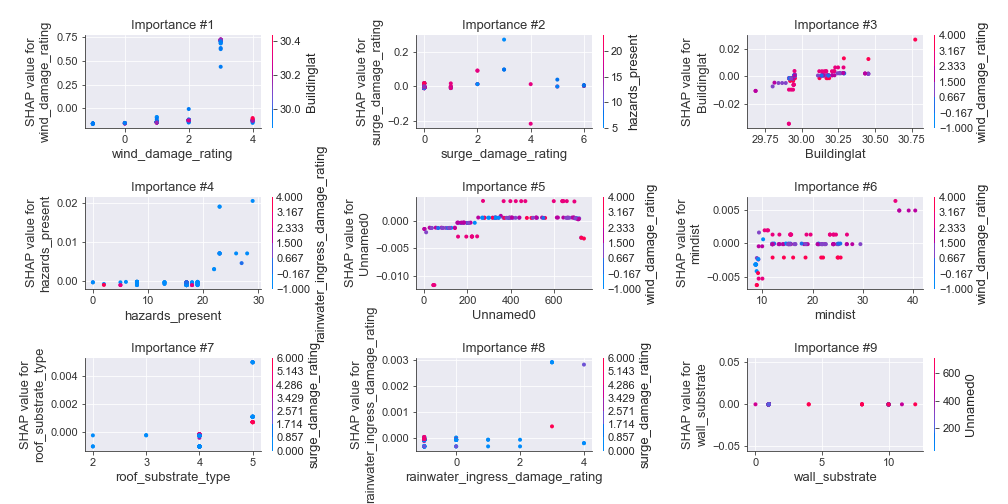 Importance #1
SHAP value for
wind_damage_rating
0.75
0.50
0.25
0.00
0
2
4
wind_damage_rating
30.4
30.2
30.0
Buildinglat
Importance #2
SHAP value for
surge_damage_rating
0.2
0.0
−0.2
0
2
4
6
surge_damage_rating
20
15
10
5
hazards_present
Importance #3
SHAP value for
Buildinglat
0.02
0.00
−0.02
29.75
30.00
30.25
30.50
30.75
Buildinglat
4.000
3.167
2.333
1.500
0.667
−0.167
−1.000
wind_damage_rating
Importance #4
SHAP value for
hazards_present
0.02
0.01
0.00
0
10
20
30
hazards_present
4.000
3.167
2.333
1.500
0.667
−0.167
−1.000
rainwater_ingress_damage_rating
Importance #5
SHAP value for
Unnamed0
0.000
−0.005
−0.010
0
200
400
600
Unnamed0
4.000
3.167
2.333
1.500
0.667
−0.167
−1.000
wind_damage_rating
Importance #6
SHAP value for
mindist
0.005
0.000
−0.005
10
20
30
40
mindist
4.000
3.167
2.333
1.500
0.667
−0.167
−1.000
wind_damage_rating
Importance #7
SHAP value for
roof_substrate_type
0.004
0.002
0.000
2
3
4
5
roof_substrate_type
6.000
5.143
4.286
3.429
2.571
1.714
0.857
0.000
surge_damage_rating
Importance #8
SHAP value for
rainwater_ingress_damage_rating
0.003
0.002
0.001
0.000
0
2
4
rainwater_ingress_damage_rating
6.000
5.143
4.286
3.429
2.571
1.714
0.857
0.000
surge_damage_rating
Importance #9
SHAP value for
wall_substrate
0.05
0.00
−0.05
0
5
10
wall_substrate
600
400
200
Unnamed0